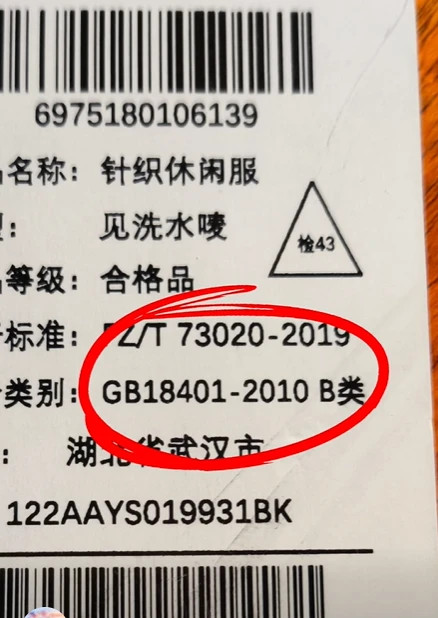 6975180106139
名称：针织休闲服
：见洗水唛
检43
等级：合格品
标准：FZ/T 73020-2019
类别：GB18401-2010 B类
：湖北省武汉市
122AAYS019931BK